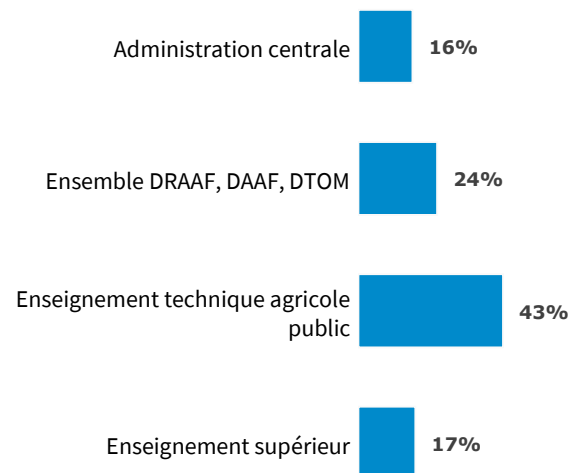 Administration centrale 16%
Ensemble DRAAF, DAAF, DTOM 24%
Enseignement technique agricole
public 43%
Enseignement supérieur 17%